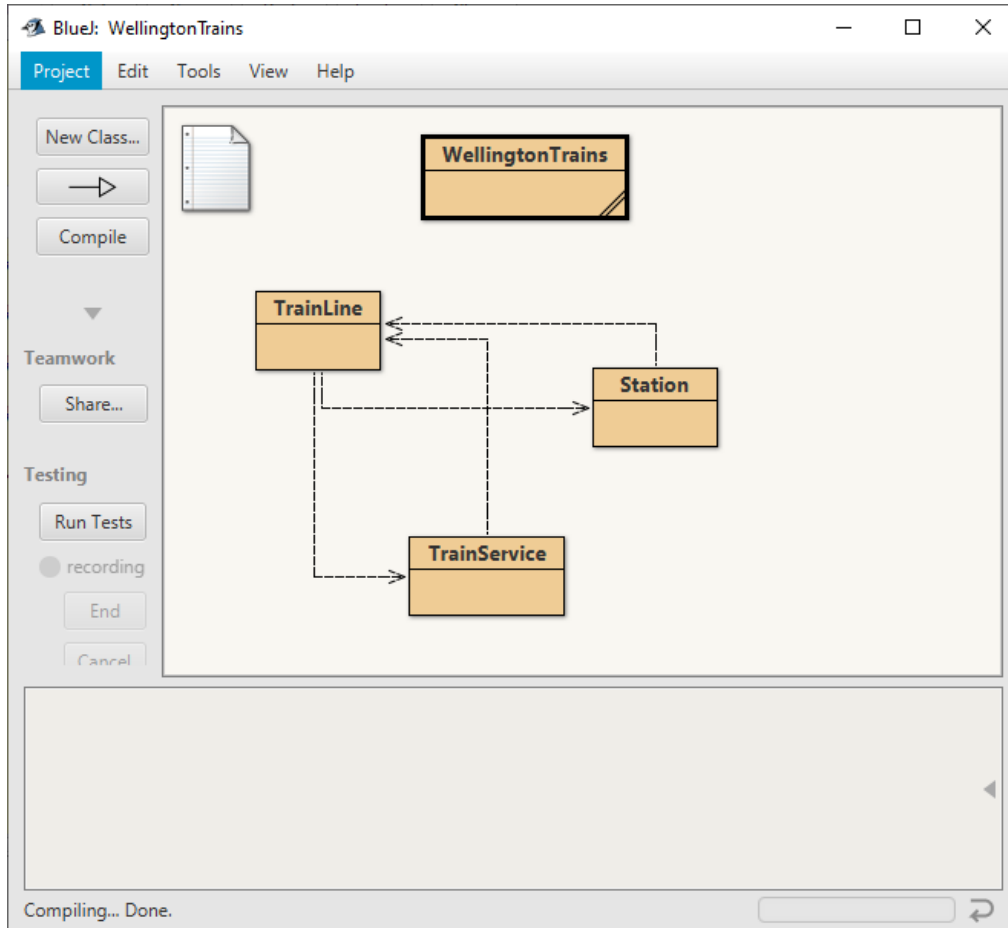 BlueJ: WellingtonTrains
Project Edit Tools View Help
New Class...
Compile
Teamwork
Share...
Testing
Run Tests
recording
End
Cancel
WellingtonTrains
TrainLine
Station
TrainService
Compiling... Done.